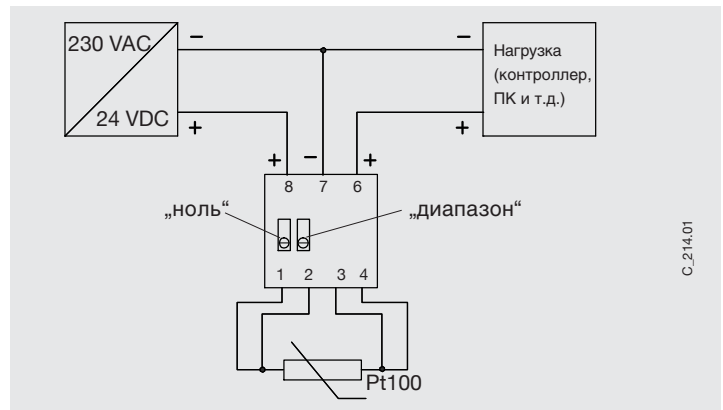 230 VAC
24 VDC
−
+
−
+
Нагрузка
(контроллер,
ПК и т.д.)
+ − +
8 7 6
„ноль“
„диапазон“
1 2 3 4
Pt100
C_214.01